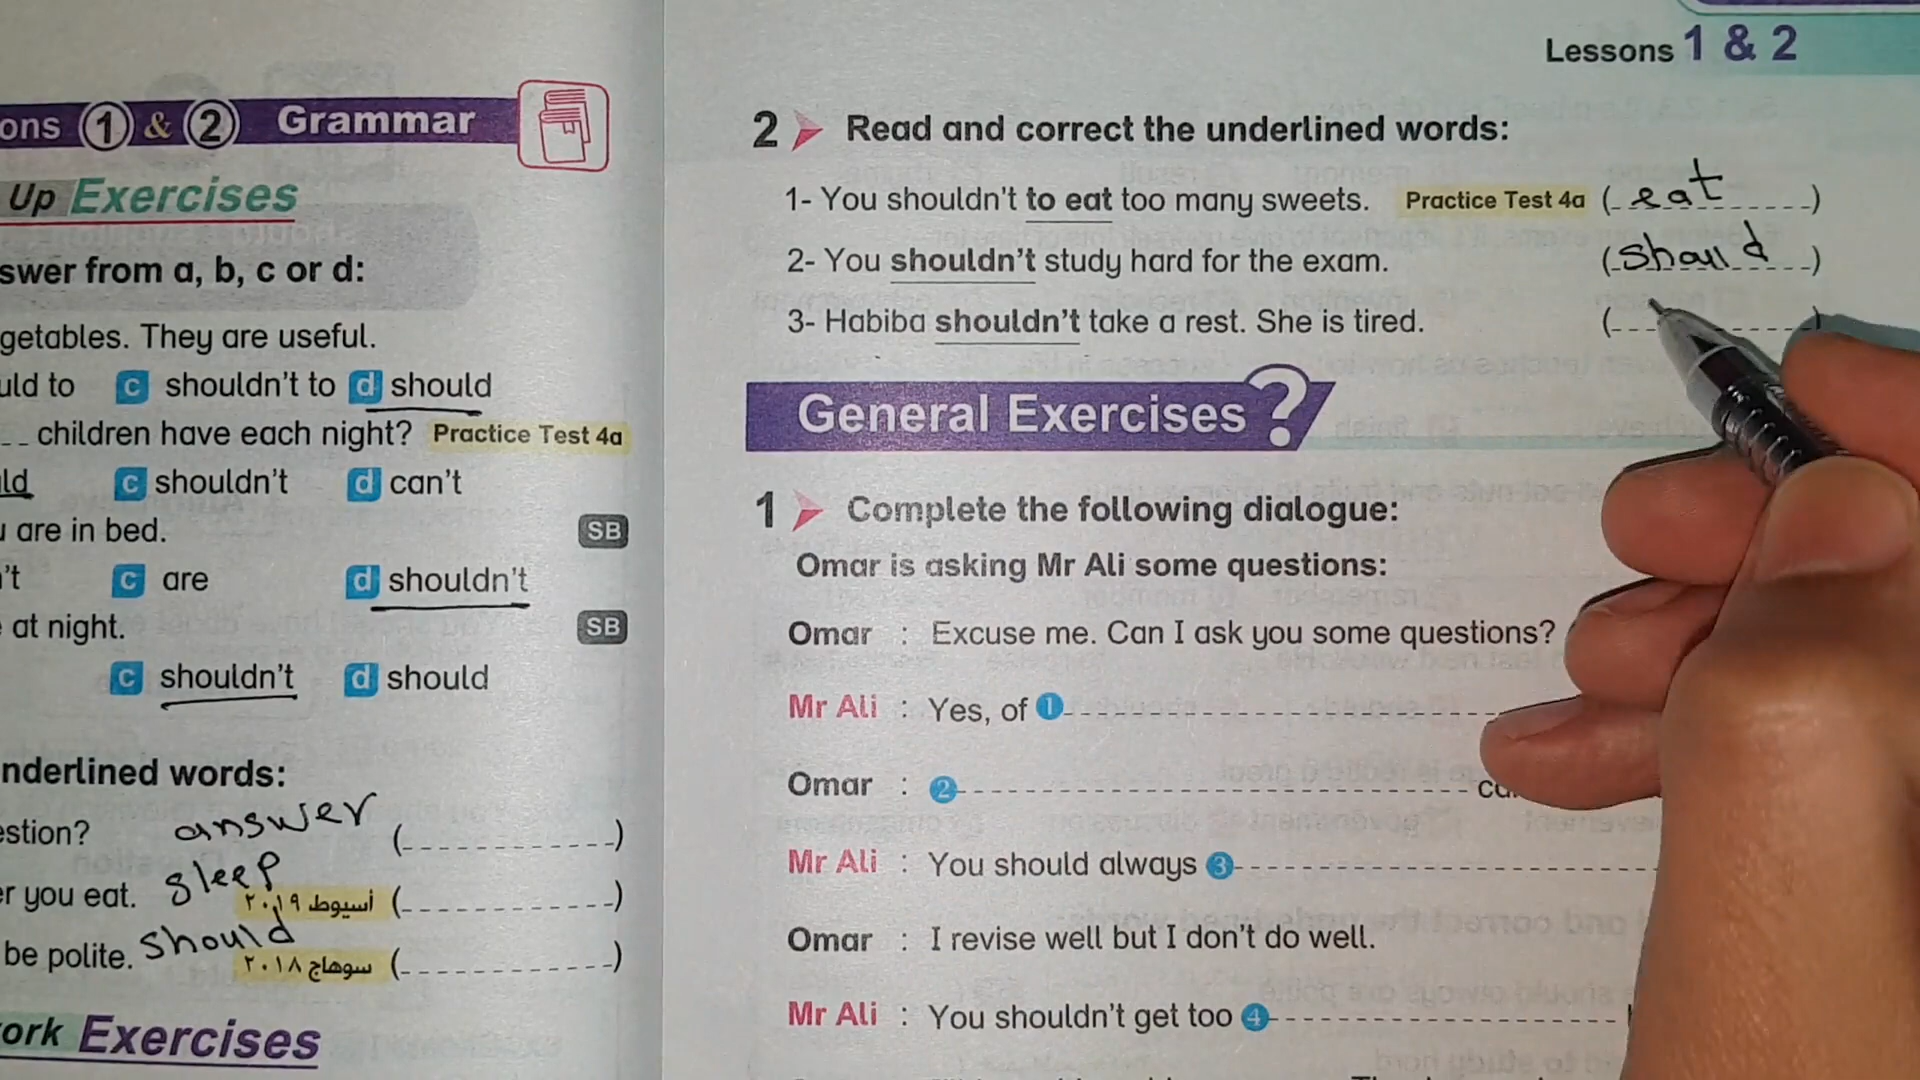 ons 1 & 2 Grammar
Up Exercises
swer from a, b, c or d:
getables. They are useful.
uld to c shouldn't to d should
children have each night? Practice Test 4a
ld c shouldn't d can't
u are in bed. SB
n't c are d shouldn't
e at night. SB
c shouldn't d should
nderlined words:
estion? answer (__________)
er you eat. sleep أسيوط ٢٠١٩ (__________)
be polite. should سوهاج ٢٠١٨ (__________)
ork Exercises
Lessons 1 & 2
2 Read and correct the underlined words:
1- You shouldn't to eat too many sweets. Practice Test 4a (eat)
2- You shouldn't study hard for the exam. (should)
3- Habiba shouldn't take a rest. She is tired. (__________)
General Exercises ?
1 Complete the following dialogue:
Omar is asking Mr Ali some questions:
Omar : Excuse me. Can I ask you some questions?
Mr Ali : Yes, of 1
Omar : 2
Mr Ali : You should always 3
Omar : I revise well but I don't do well.
Mr Ali : You shouldn't get too 4